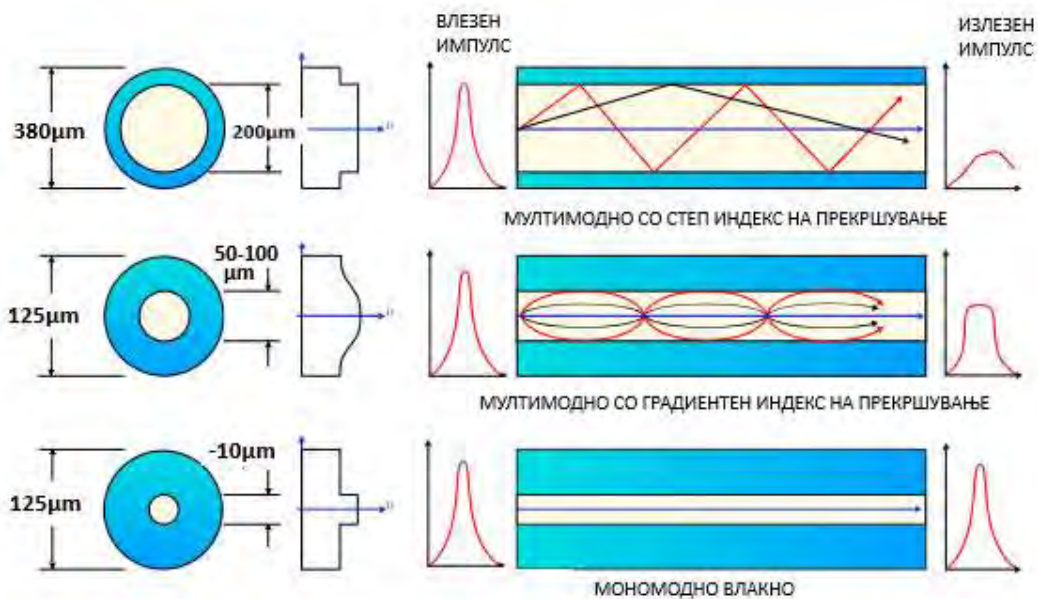 ВЛЕЗЕН
ИМПУЛС
ИЗЛЕЗЕН
ИМПУЛС
380µm
200µm
n
МУЛТИМОДНО СО СТЕП ИНДЕКС НА ПРЕКРШУВАЊЕ
50-100
µm
125µm
МУЛТИМОДНО СО ГРАДИЕНТЕН ИНДЕКС НА ПРЕКРШУВАЊЕ
-10µm
125µm
МОНОМОДНО ВЛАКНО